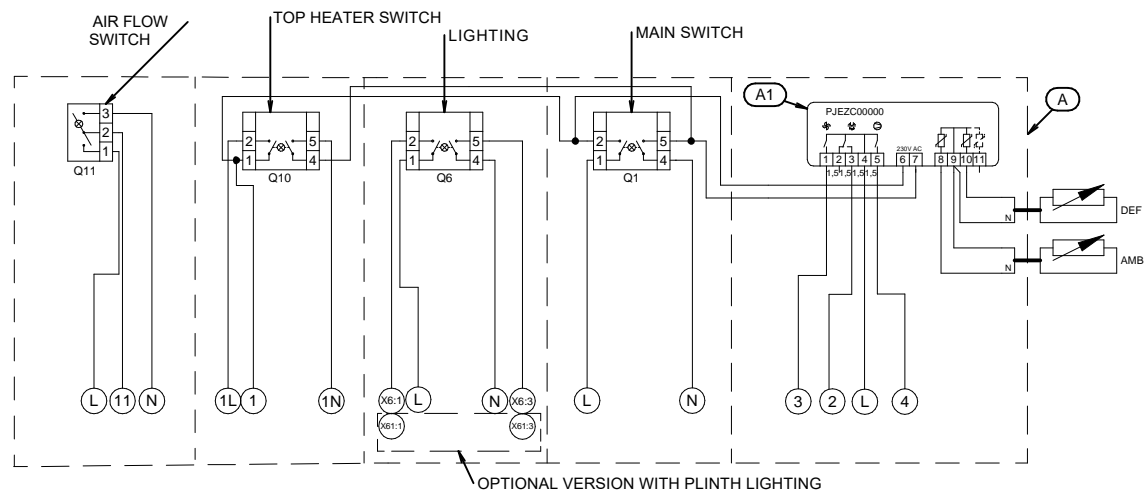 AIR FLOW
SWITCH
TOP HEATER SWITCH
LIGHTING
MAIN SWITCH
A1
PJEZC00000
A
3
2
1
Q11
2
1
5
4
Q10
2
1
5
4
Q6
2
1
5
4
Q1
230V AC
1 2 3 4 5 6 7 8 9 10 11
1,5 1,5 1,5 1,5
N
DEF
N
AMB
L 11 N
1L 1 1N
X6:1 L N X6:3
X61:1 X61:3
L N
3 2 L 4
OPTIONAL VERSION WITH PLINTH LIGHTING